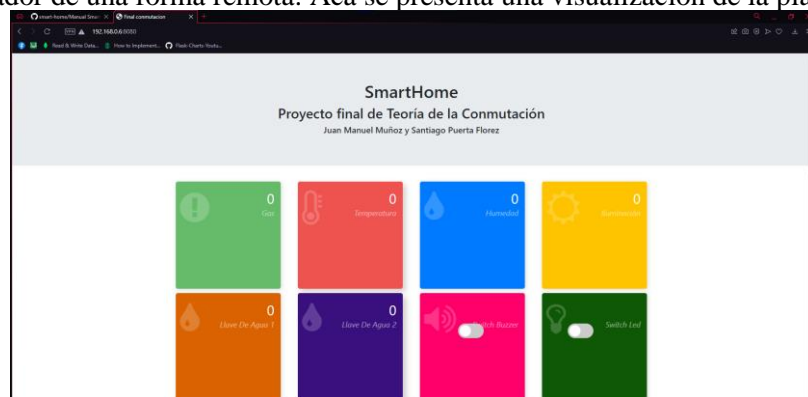 ador de una forma remota. Acá se presenta una visualización de la pla
smart-home/Manual Smar
final conmutacion
192.168.0.6:8080
Read & Write Data...
How to Implement...
Flask-Charts-Youtu...
SmartHome
Proyecto final de Teoría de la Conmutación
Juan Manuel Muñoz y Santiago Puerta Florez
0
Gas
0
Temperatura
0
Humedad
0
Iluminación
0
Llave De Agua 1
0
Llave De Agua 2
Switch Buzzer
Switch Led